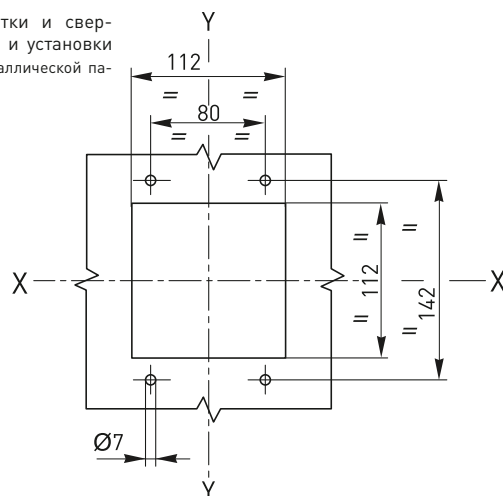 тки и свер-
и установки
аллической па-
Y
112
= =
80
= =
X
X
=
=
112
142
=
=
Ø7
Y